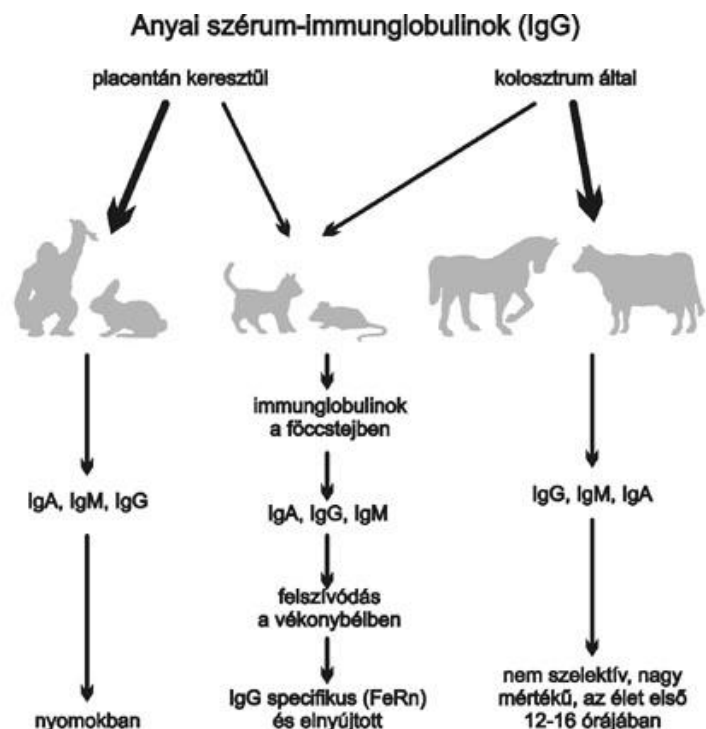 Anyai szérum-immunglobulinok (IgG)
placentán keresztül
kolosztrum által
immunglobulinok
a föccstejben
IgA, IgM, IgG
IgA, IgG, IgM
IgG, IgM, IgA
felszívódás
a vékonybélben
nyomokban
IgG specifikus (FeRn)
és elnyújtott
nem szelektív, nagy
mértékű, az élet első
12-16 órájában